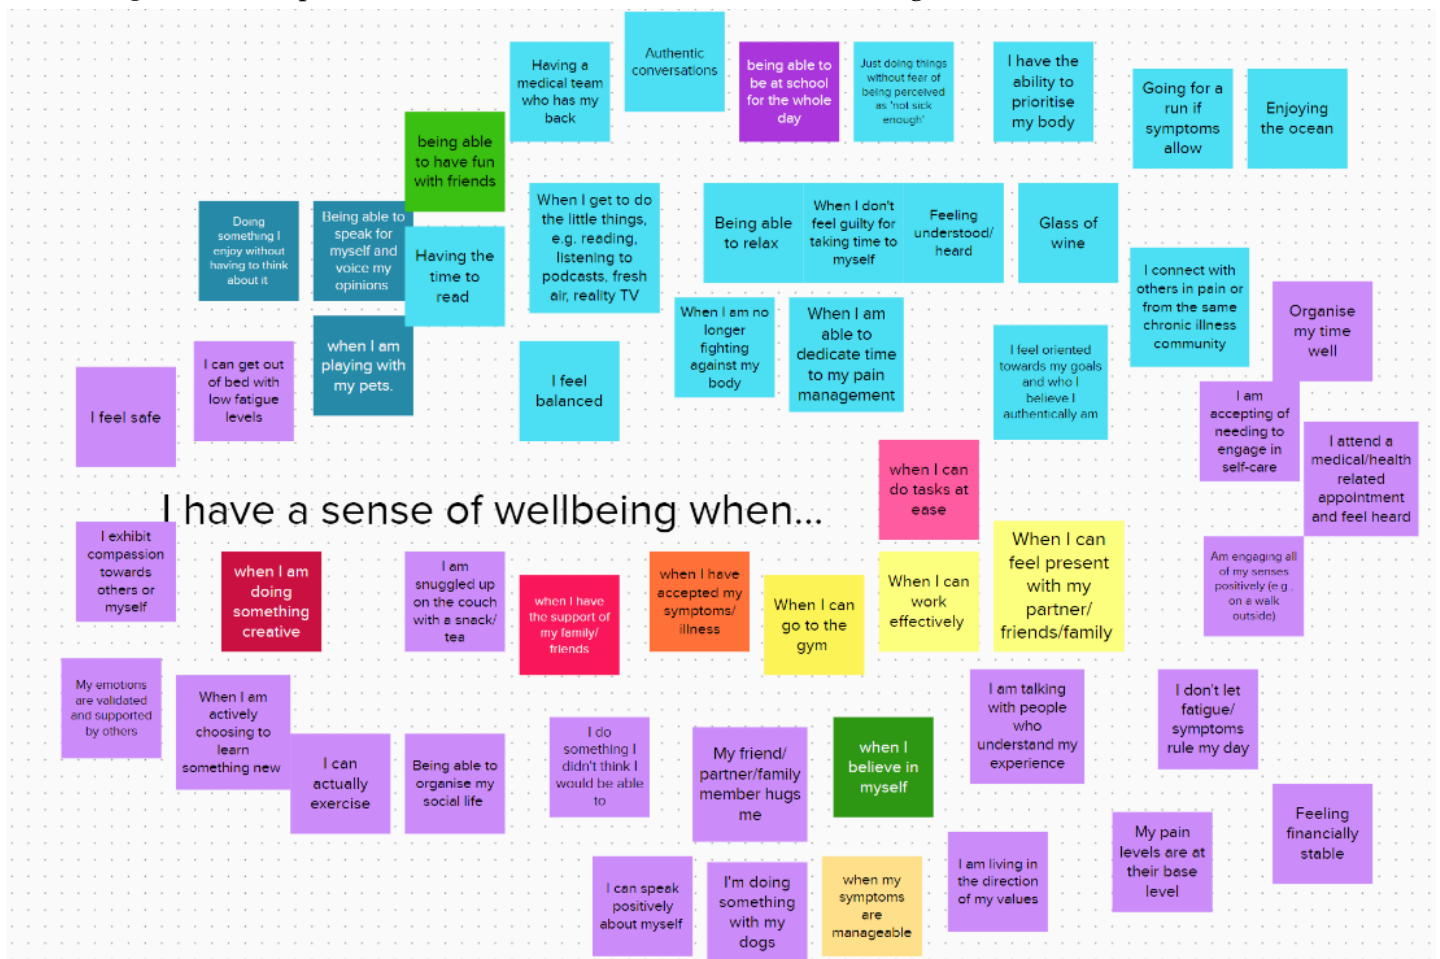 Having a
medical team
who has my
back
Authentic
conversations
being able to
be at school
for the whole
day
Just doing things
without fear of
being perceived
as 'not sick
enough'
I have the
ability to
prioritise
my body
Going for a
run if
symptoms
allow
Enjoying
the ocean
being able
to have fun
with friends
Doing
something I
enjoy without
having to think
about it
Being able to
speak for
myself and
voice my
opinions
Having the
time to
read
When I get to do
the little things,
e.g. reading,
listening to
podcasts, fresh
air, reality TV
Being able
to relax
When I don't
feel guilty for
taking time to
myself
Feeling
understood/
heard
Glass of
wine
I connect with
others in pain or
from the same
chronic illness
community
Organise
my time
well
I feel safe
I can get out
of bed with
low fatigue
levels
when I am
playing with
my pets.
I feel
balanced
When I am no
longer
fighting
against my
body
When I am
able to
dedicate time
to my pain
management
I feel oriented
towards my goals
and who I
believe I
authentically am
I am
accepting of
needing to
engage in
self-care
I attend a
medical/health
related
appointment
and feel heard
when I can
do tasks at
ease
I have a sense of wellbeing when...
I exhibit
compassion
towards
others or
myself
when I am
doing
something
creative
I am
snuggled up
on the couch
with a snack/
tea
when I have
the support of
my family/
friends
when I have
accepted my
symptoms/
illness
When I can
go to the
gym
When I can
work
effectively
When I can
feel present
with my
partner/
friends/family
Am engaging all
of my senses
positively (e.g.,
on a walk
outside)
My emotions
are validated
and supported
by others
When I am
actively
choosing to
learn
something new
I can
actually
exercise
Being able to
organise my
social life
I do
something I
didn't think I
would be able
to
My friend/
partner/family
member hugs
me
when I
believe in
myself
I am talking
with people
who
understand my
experience
I don't let
fatigue/
symptoms
rule my day
Feeling
financially
stable
My pain
levels are at
their base
level
I can speak
positively
about myself
I'm doing
something
with my
dogs
when my
symptoms
are
manageable
I am living in
the direction
of my values